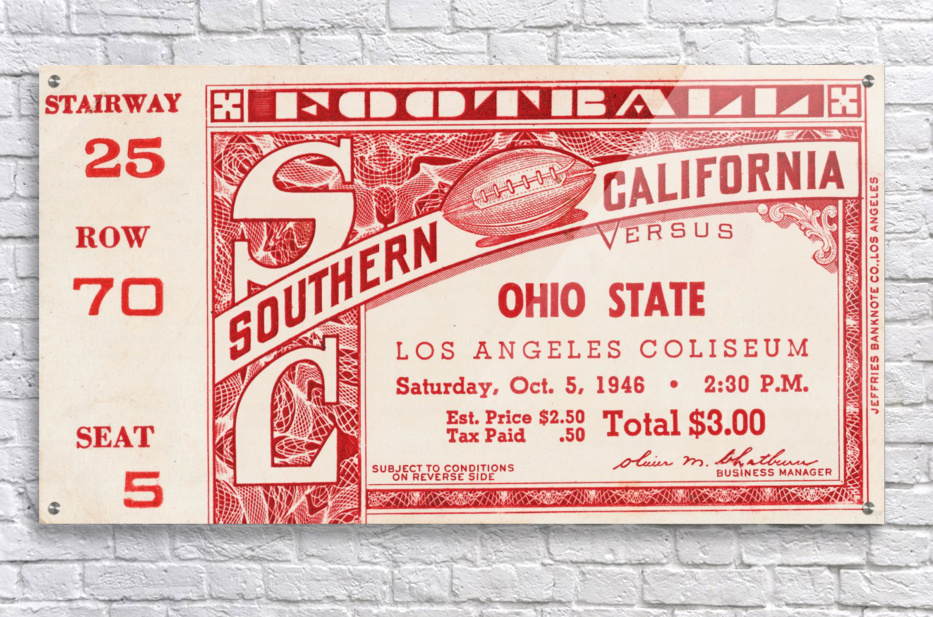 STAIRWAY
25
ROW
70
SEAT
5
FOOTBALL
SC
SOUTHERN CALIFORNIA
VERSUS
OHIO STATE
LOS ANGELES COLISEUM
Saturday, Oct. 5, 1946 • 2:30 P.M.
Est. Price $2.50
Tax Paid .50
Total $3.00
SUBJECT TO CONDITIONS
ON REVERSE SIDE
BUSINESS MANAGER
JEFFRIES BANKNOTE CO., LOS ANGELES